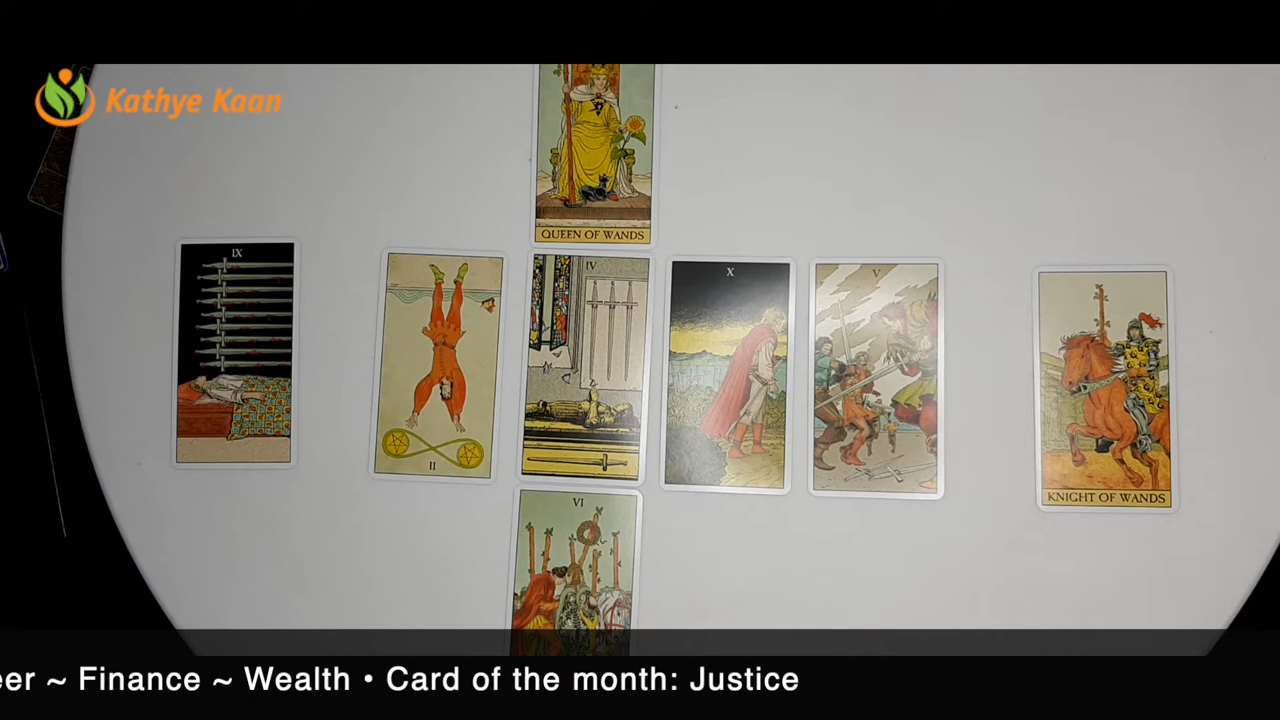 Kathye Kaan
QUEEN OF WANDS
IX
IV
X
V
II
KNIGHT OF WANDS
VI
eer ~ Finance ~ Wealth • Card of the month: Justice